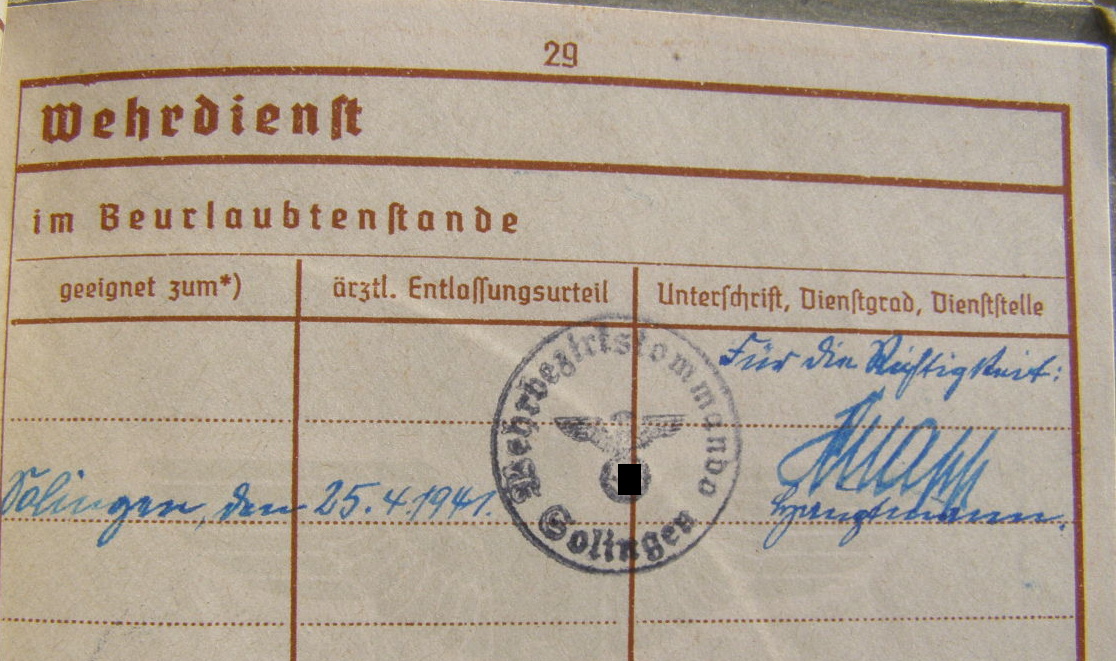 29
Wehrdienst
im Beurlaubtenstande
geeignet zum*)
ärztl. Entlassungsurteil
Unterschrift, Dienstgrad, Dienststelle
Für die Richtigkeit:
Hauptmann.
Solingen, den 25.4.1941.
Wehrbezirkskommando
Solingen